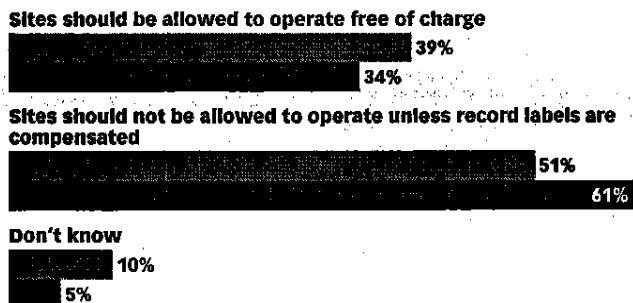 Sites should be allowed to operate free of charge
39%
34%
Sites should not be allowed to operate unless record labels are
compensated
51%
61%
Don't know
10%
5%